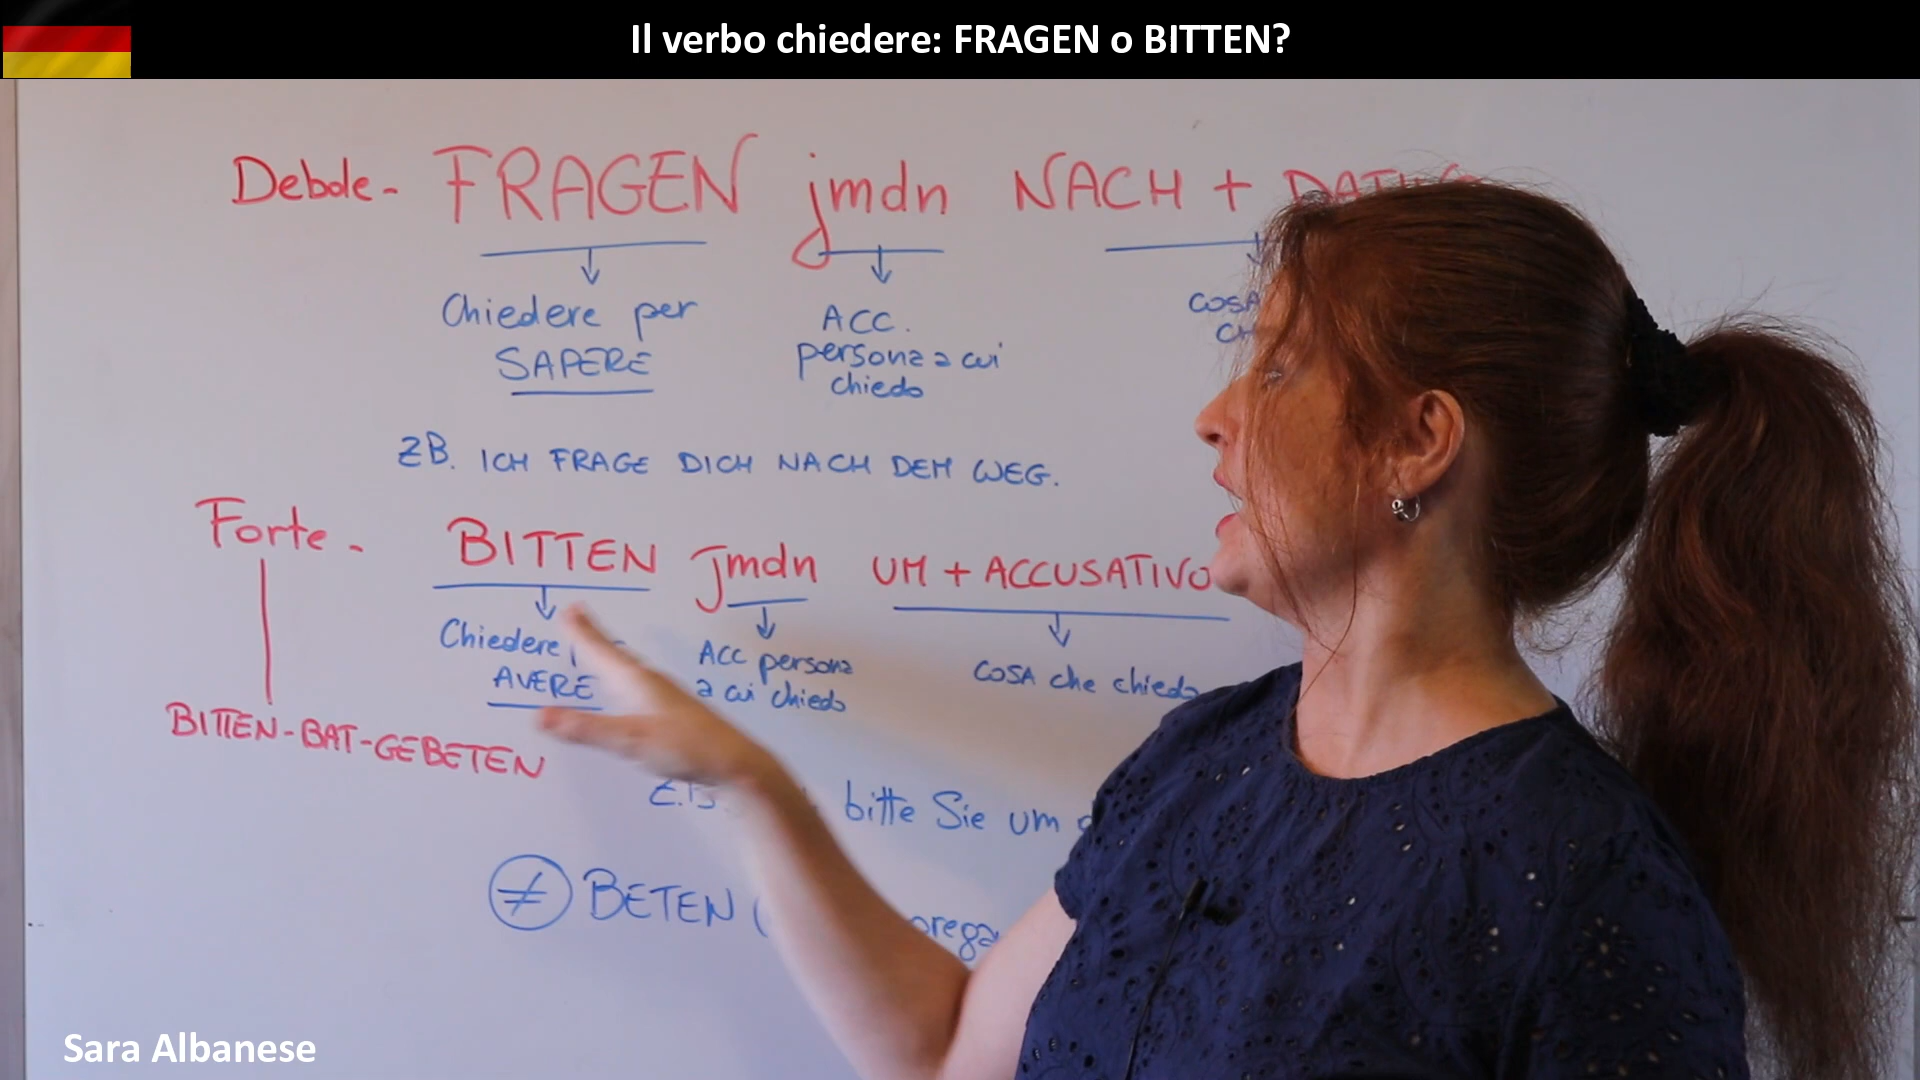 Il verbo chiedere: FRAGEN o BITTEN?
Debole - FRAGEN jmdn NACH +
Chiedere per
SAPERE
ACC.
persona a cui
chiedo
COSA
ZB. ICH FRAGE DICH NACH DEM WEG.
Forte - BITTEN Jmdn UM + ACCUSATIVO
Chiedere
AVERE
ACC persona
a cui chiedo
COSA che chiedo
BITTEN - BAT - GEBETEN
Z.B. bitte Sie um
≠ BETEN (
Sara Albanese